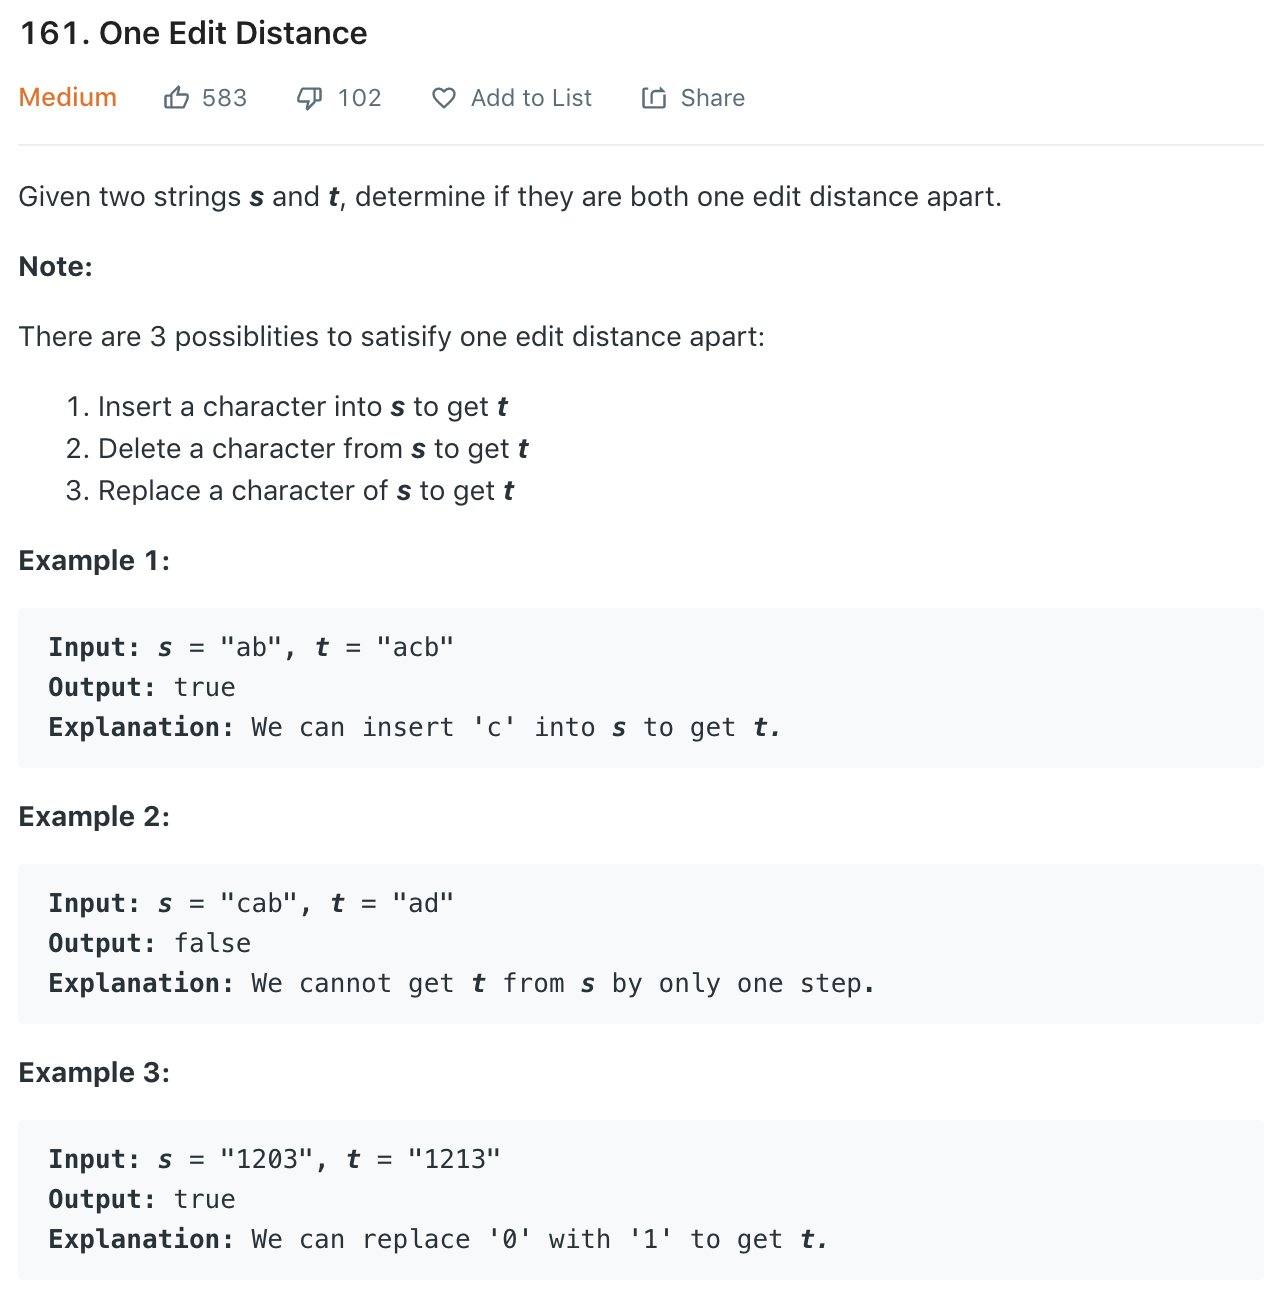 161. One Edit Distance
Medium 583 102 Add to List Share
Given two strings s and t, determine if they are both one edit distance apart.
Note:
There are 3 possiblities to satisify one edit distance apart:
1. Insert a character into s to get t
2. Delete a character from s to get t
3. Replace a character of s to get t
Example 1:
Input: s = "ab", t = "acb"
Output: true
Explanation: We can insert 'c' into s to get t.
Example 2:
Input: s = "cab", t = "ad"
Output: false
Explanation: We cannot get t from s by only one step.
Example 3:
Input: s = "1203", t = "1213"
Output: true
Explanation: We can replace '0' with '1' to get t.